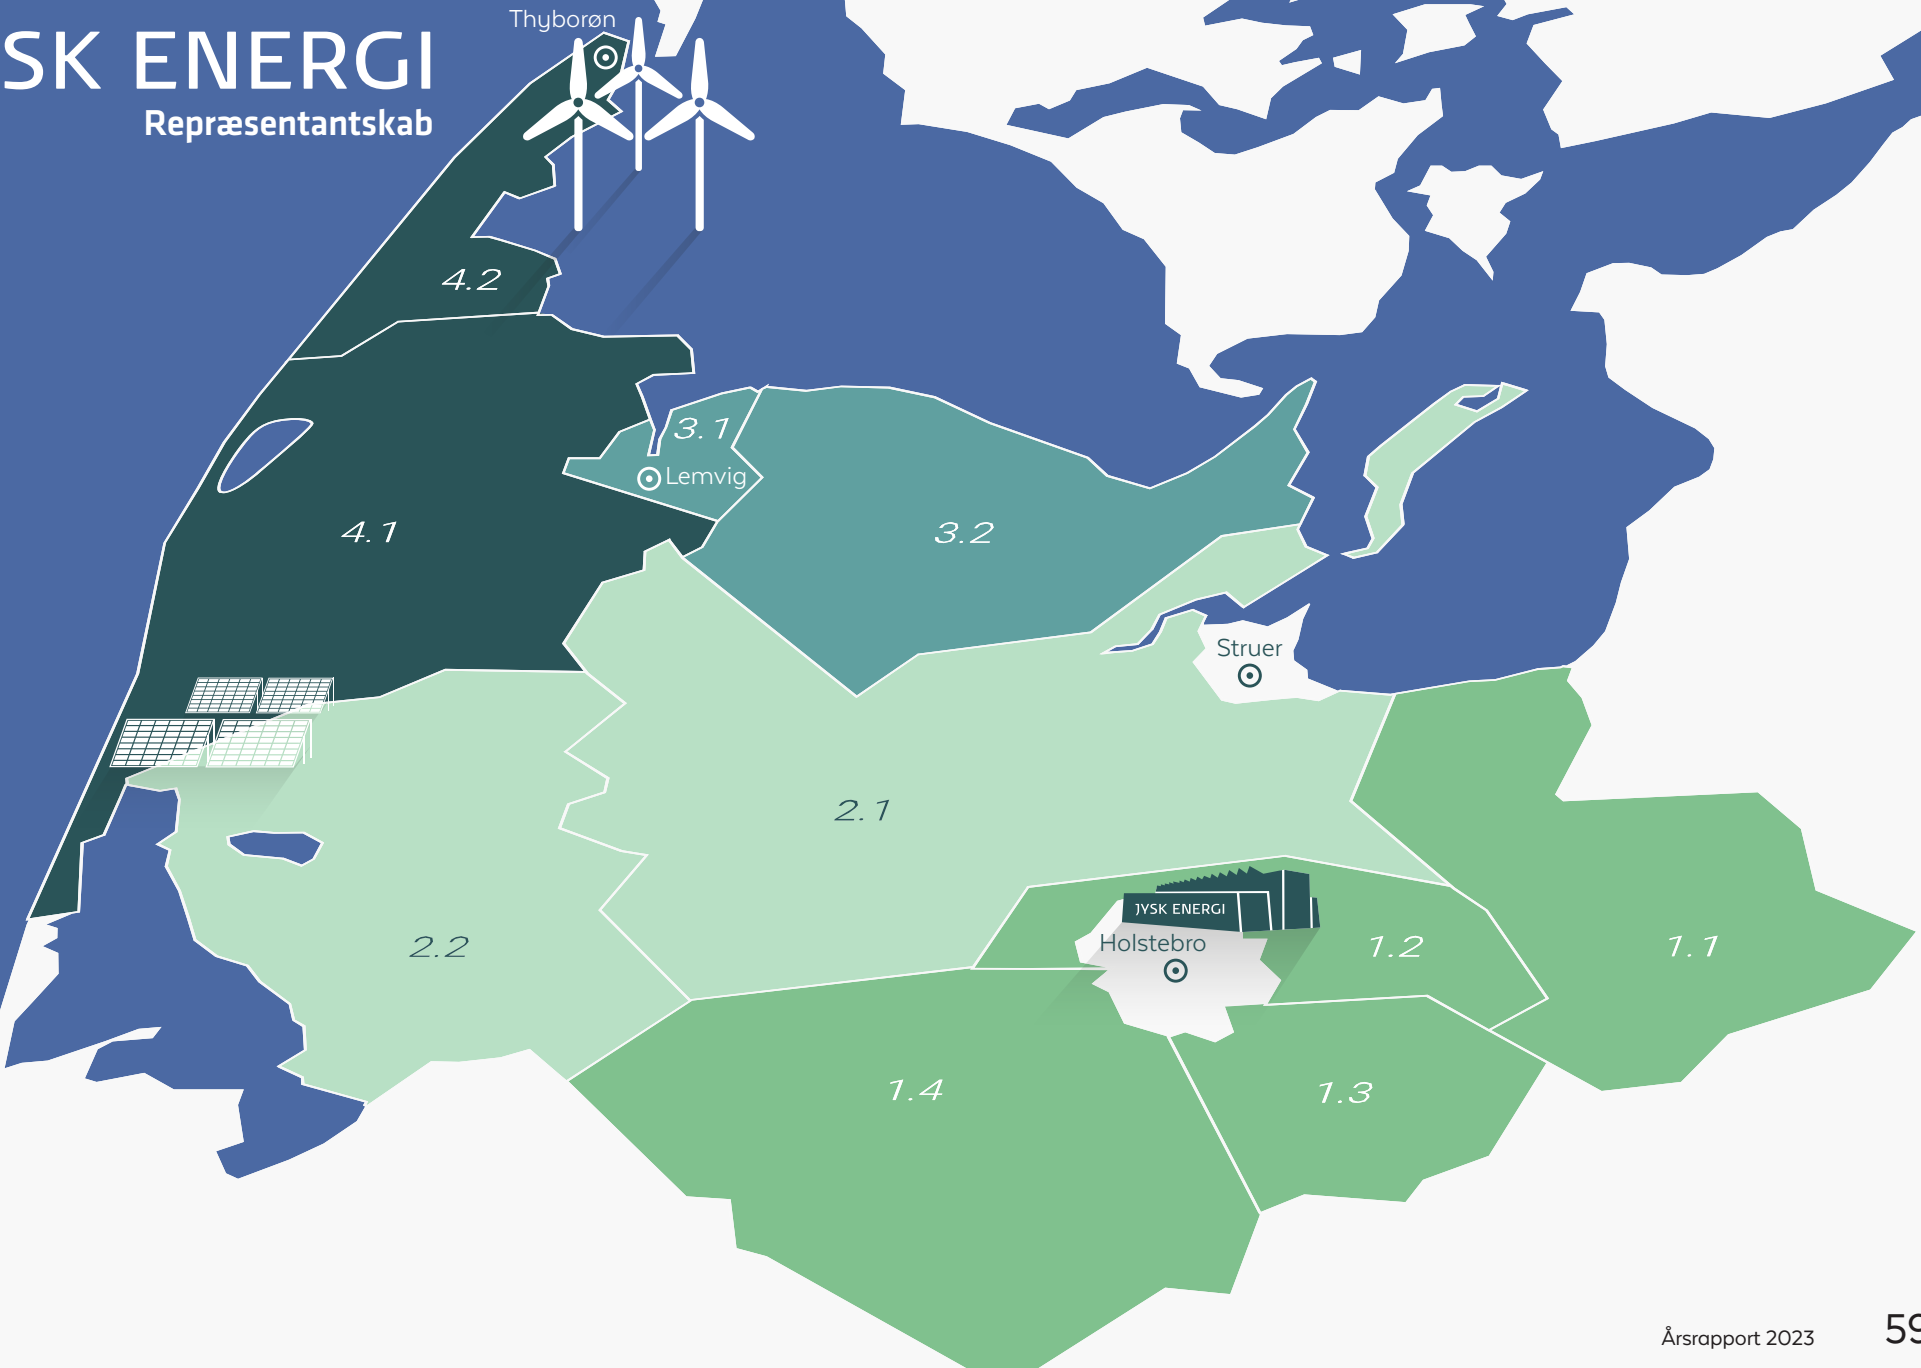 Thyborøn
SK ENERGI
Repræsentantskab
4.2
3.1
Lemvig
4.1
3.2
Struer
2.1
JYSK ENERGI
Holstebro
2.2
1.2
1.1
1.4
1.3
Årsrapport 2023
59